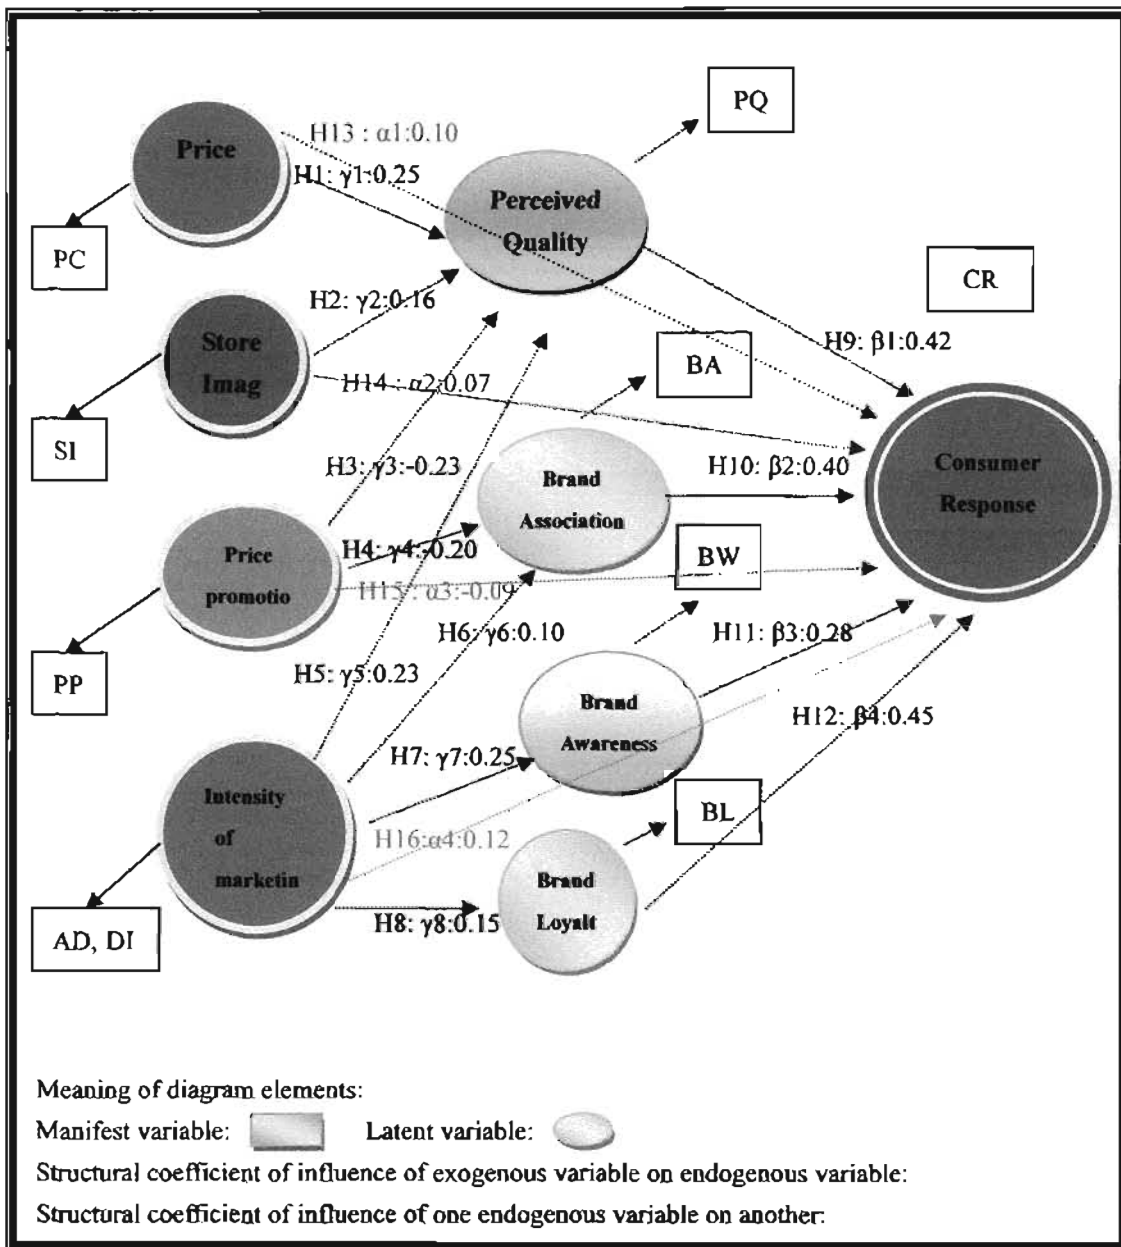 PQ
Price
H13 : α1:0.10
H1: γ1:0.25
Perceived
Quality
PC
CR
H2: γ2:0.16
Store
Imag
H9: β1:0.42
BA
H14 : α2:0.07
SI
H3: γ3:-0.23
Brand
Association
H10: β2:0.40
Consumer
Response
Price
promotio
H4: γ4:-0.20
BW
H15 : α3:-0.09
H6: γ6:0.10
H11: β3:0.28
PP
H5: γ5:0.23
Brand
Awareness
H12: β4:0.45
H7: γ7:0.25
Intensity
of
marketin
BL
H16:α4:0.12
Brand
Loyalt
H8: γ8:0.15
AD, DI
Meaning of diagram elements:
Manifest variable: Latent variable:
Structural coefficient of influence of exogenous variable on endogenous variable:
Structural coefficient of influence of one endogenous variable on another: